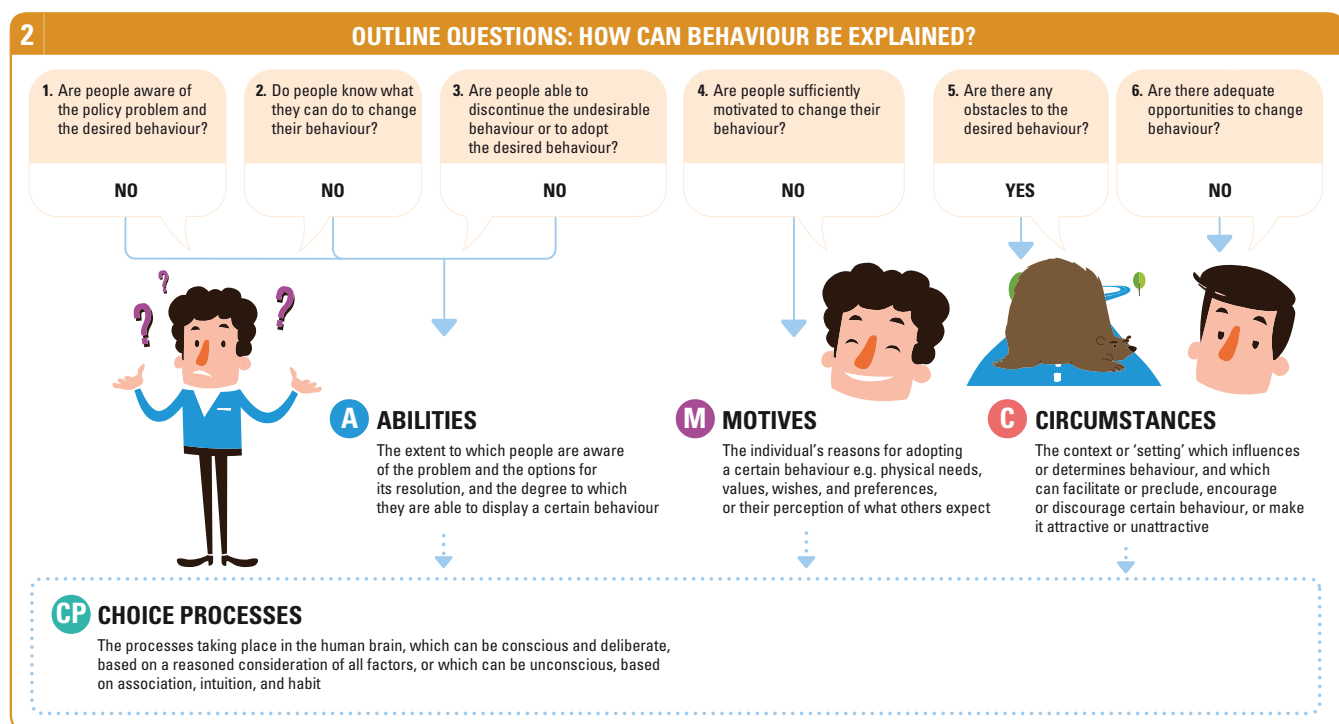 2
OUTLINE QUESTIONS: HOW CAN BEHAVIOUR BE EXPLAINED?
1. Are people aware of
the policy problem and
the desired behaviour?
NO
2. Do people know what
they can do to change
their behaviour?
NO
3. Are people able to
discontinue the undesirable
behaviour or to adopt
the desired behaviour?
NO
4. Are people sufficiently
motivated to change their
behaviour?
NO
5. Are there any
obstacles to the
desired behaviour?
YES
6. Are there adequate
opportunities to change
behaviour?
NO
? ? ?
A ABILITIES
The extent to which people are aware
of the problem and the options for
its resolution, and the degree to which
they are able to display a certain behaviour
M MOTIVES
The individual's reasons for adopting
a certain behaviour e.g. physical needs,
values, wishes, and preferences,
or their perception of what others expect
C CIRCUMSTANCES
The context or ‘setting’ which influences
or determines behaviour, and which
can facilitate or preclude, encourage
or discourage certain behaviour, or make
it attractive or unattractive
CP CHOICE PROCESSES
The processes taking place in the human brain, which can be conscious and deliberate,
based on a reasoned consideration of all factors, or which can be unconscious, based
on association, intuition, and habit